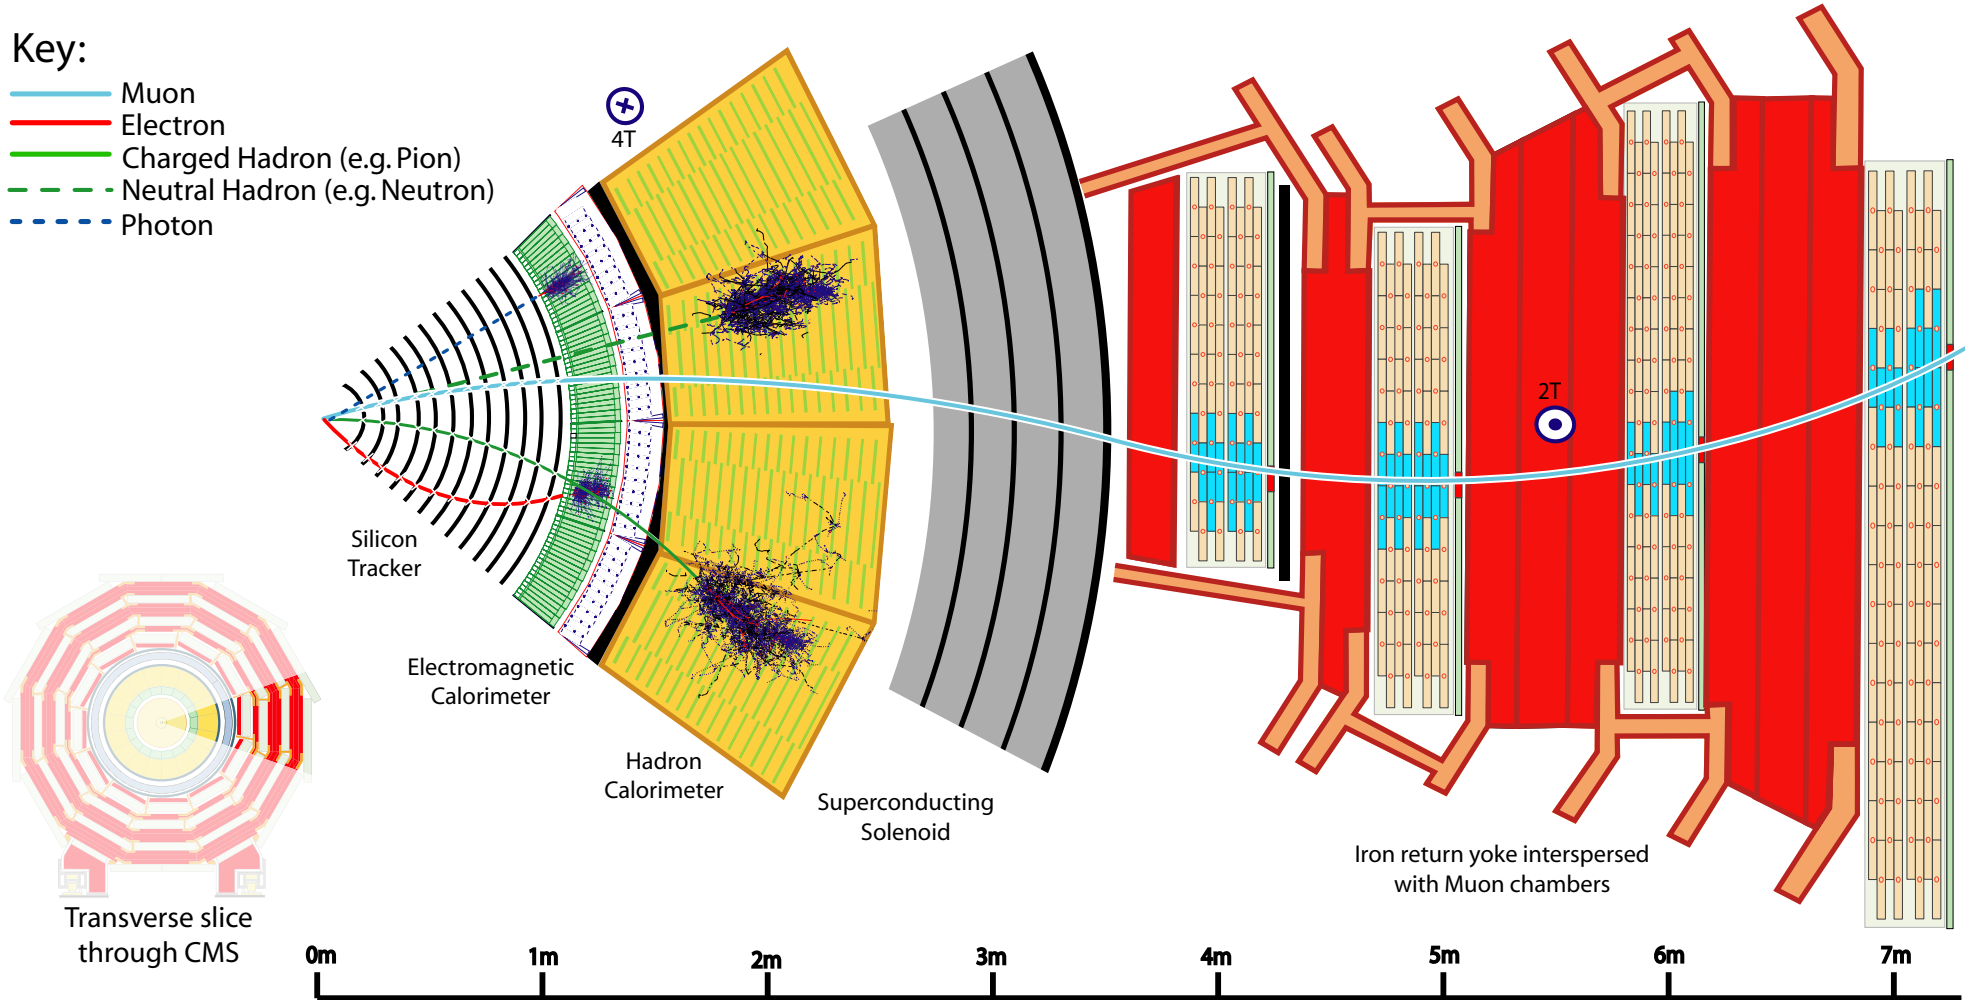 Key:
Muon
Electron
Charged Hadron (e.g. Pion)
Neutral Hadron (e.g. Neutron)
Photon
4T
2T
Silicon
Tracker
Electromagnetic
Calorimeter
Hadron
Calorimeter
Superconducting
Solenoid
Iron return yoke interspersed
with Muon chambers
Transverse slice
through CMS
0m
1m
2m
3m
4m
5m
6m
7m